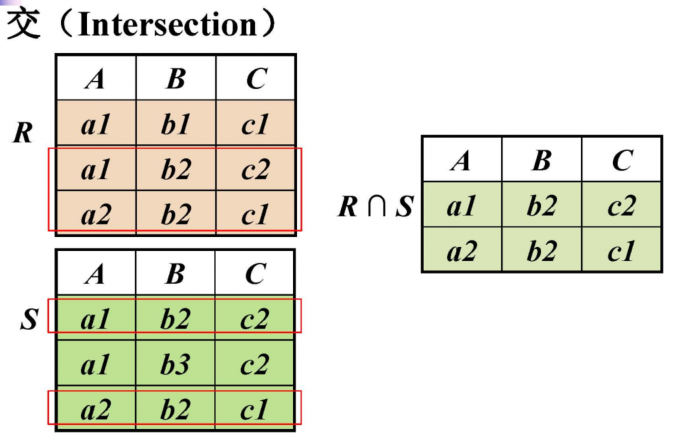 交（Intersection）
R
A B C
a1 b1 c1
a1 b2 c2
a2 b2 c1
S
A B C
a1 b2 c2
a1 b3 c2
a2 b2 c1
R∩S
A B C
a1 b2 c2
a2 b2 c1